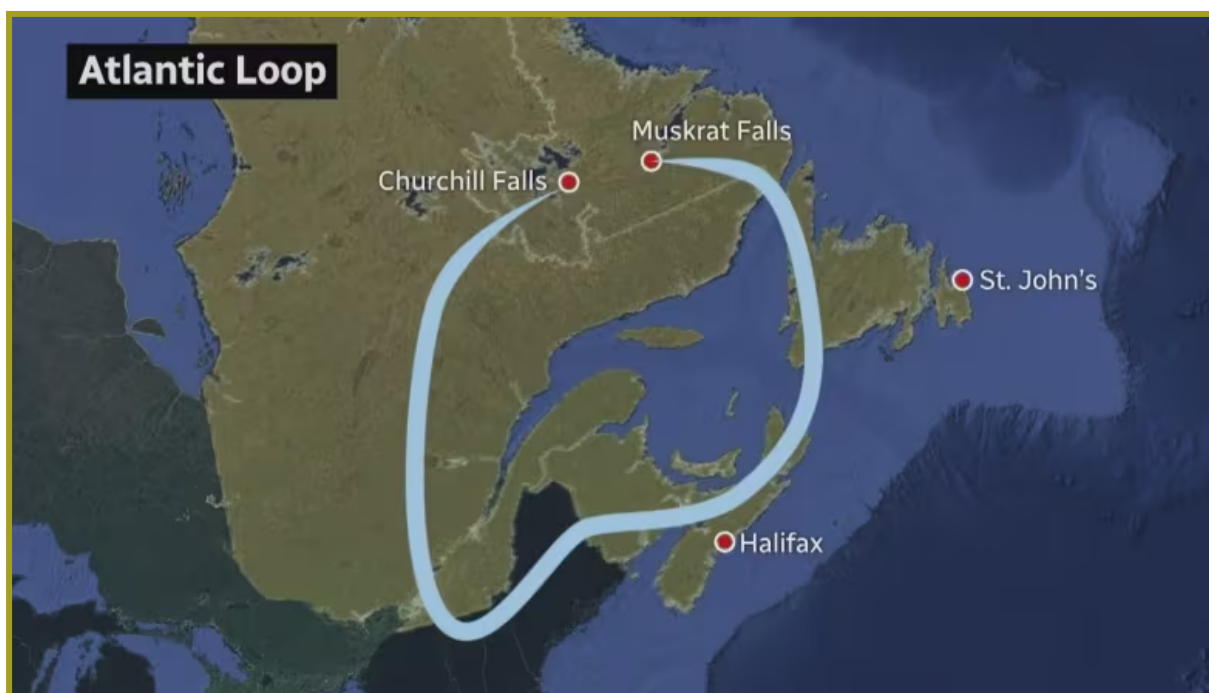 Atlantic Loop
Muskrat Falls
Churchill Falls
St. John's
Halifax